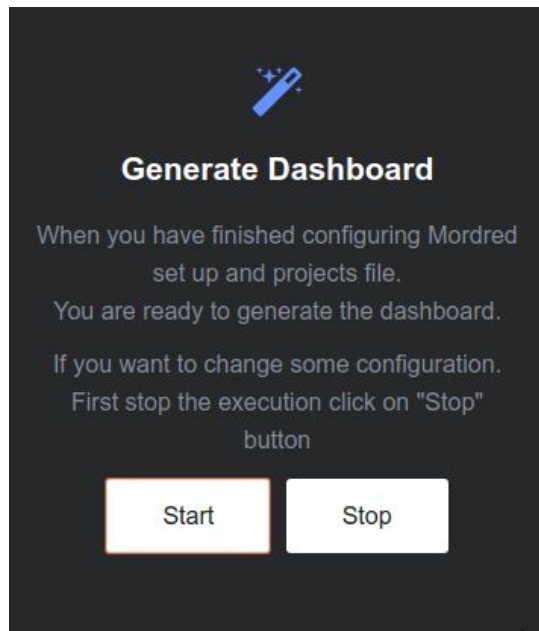 Generate Dashboard
When you have finished configuring Mordred
set up and projects file.
You are ready to generate the dashboard.
If you want to change some configuration.
First stop the execution click on "Stop"
button
Start
Stop